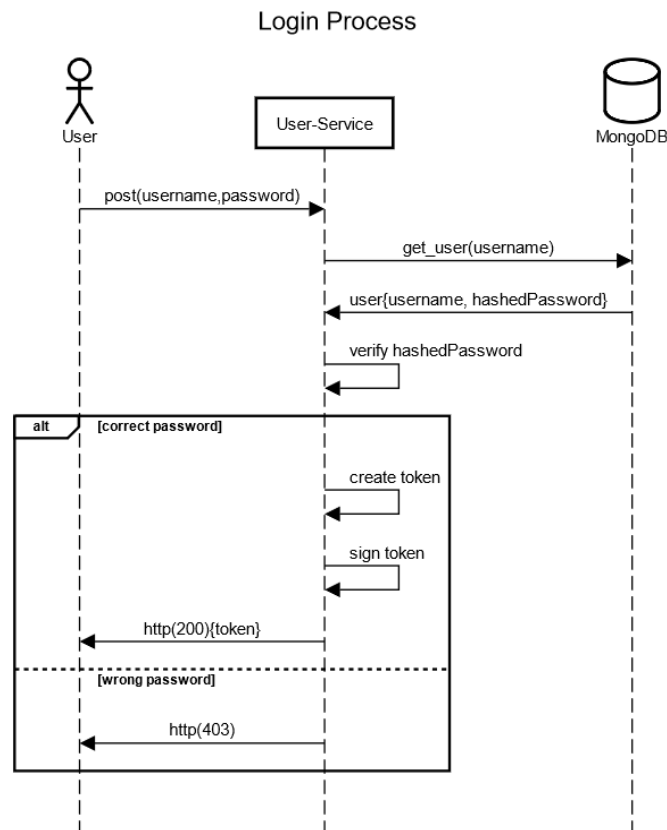 Login Process
User
User-Service
MongoDB
post(username,password)
get_user(username)
user{username, hashedPassword}
verify hashedPassword
alt [correct password]
create token
sign token
http(200){token}
[wrong password]
http(403)